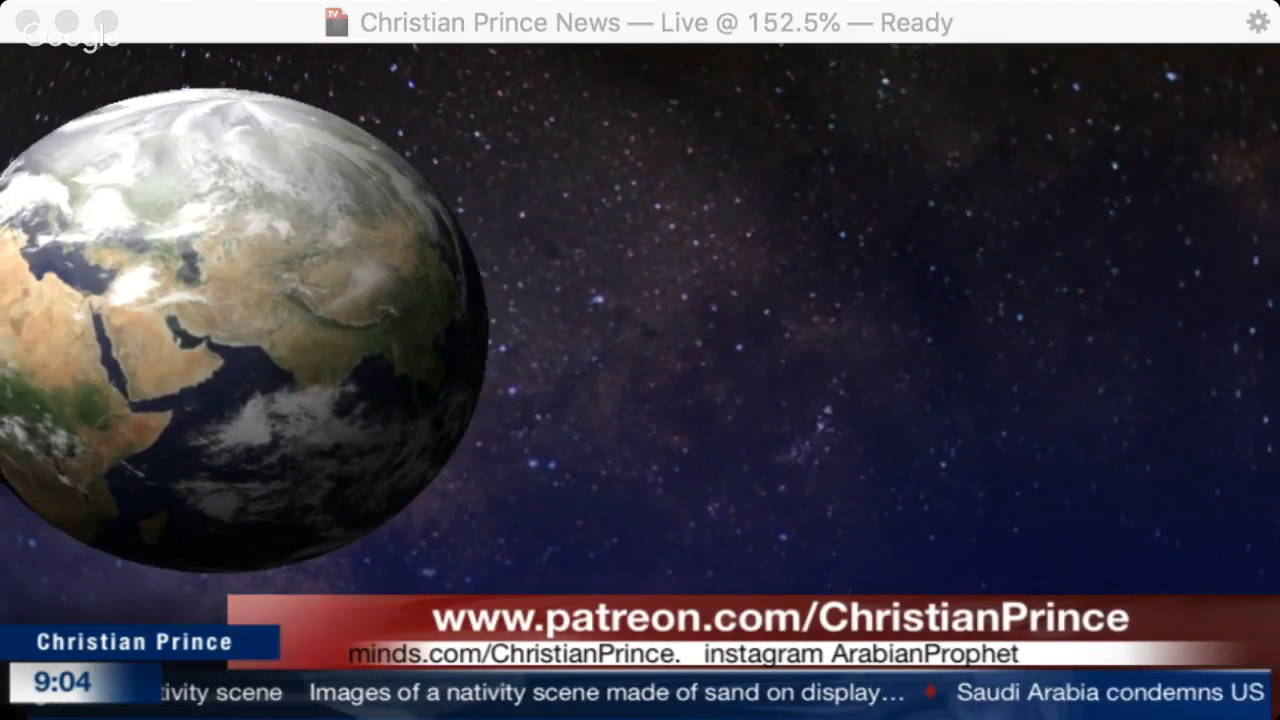 Christian Prince News — Live @ 152.5% — Ready
Google
www.patreon.com/ChristianPrince
Christian Prince
minds.com/ChristianPrince. instagram ArabianProphet
9:04
tivity scene Images of a nativity scene made of sand on display… ♦ Saudi Arabia condemns US